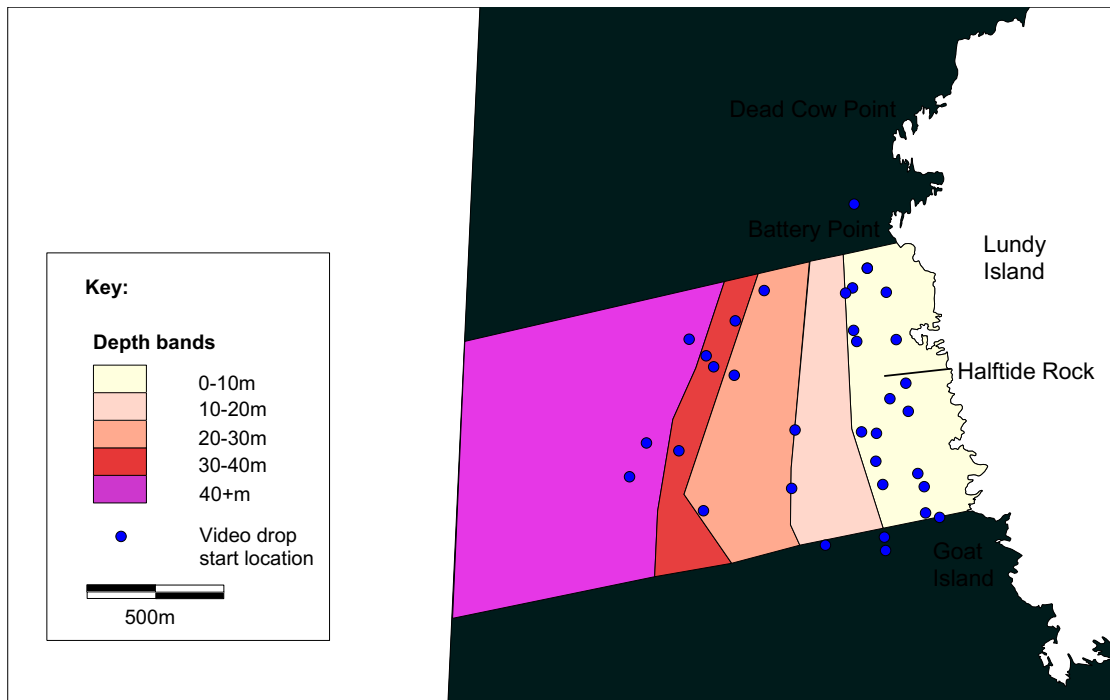 Dead Cow Point
Battery Point
Lundy
Island
Halftide Rock
Goat
Island
Key:
Depth bands
0-10m
10-20m
20-30m
30-40m
40+m
Video drop
start location
500m